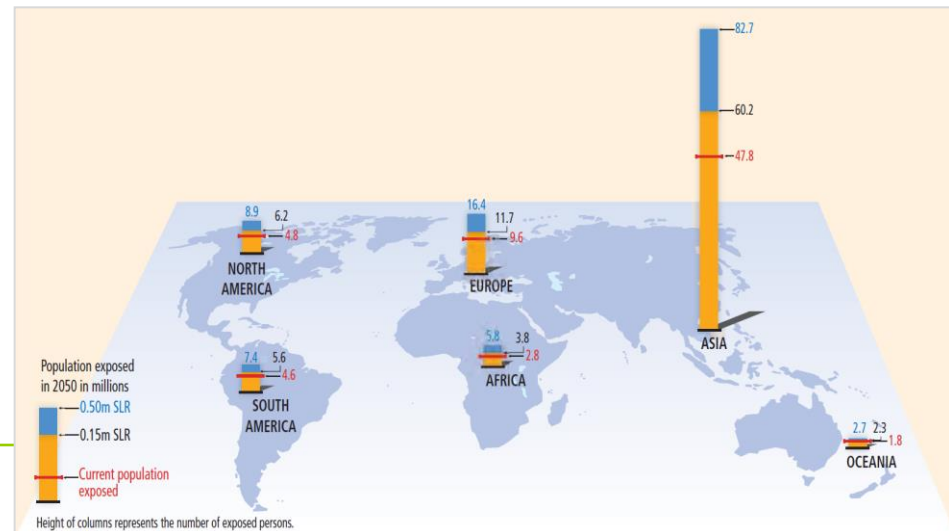 82.7
60.2
47.8
8.9
6.2
4.8
NORTH
AMERICA
16.4
11.7
9.6
EUROPE
ASIA
7.4
5.6
4.6
SOUTH
AMERICA
5.8
3.8
2.8
AFRICA
2.7
2.3
1.8
OCEANIA
Population exposed
in 2050 in millions
0.50m SLR
0.15m SLR
Current population
exposed
Height of columns represents the number of exposed persons.